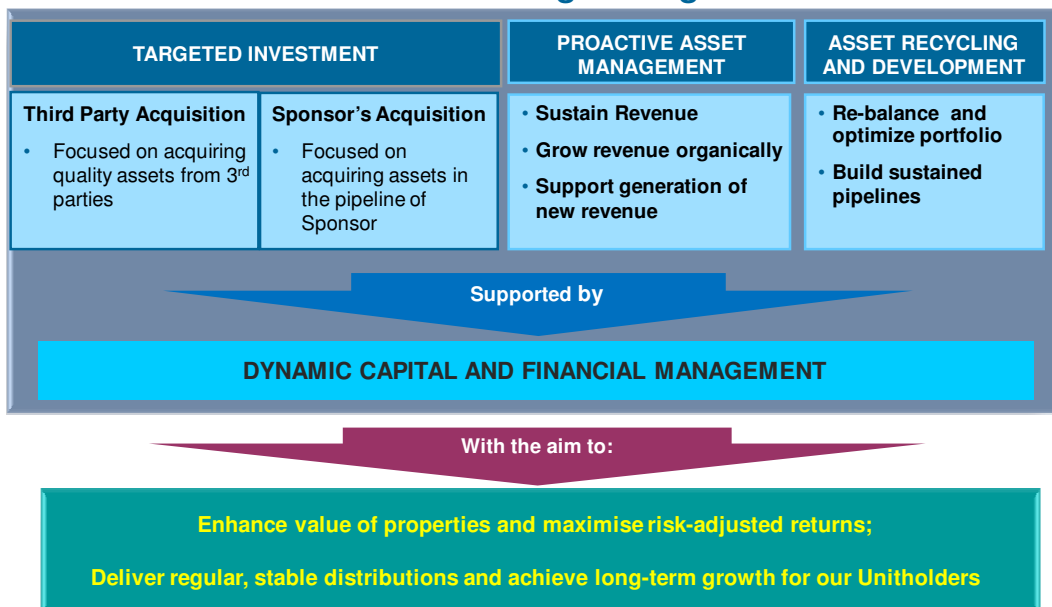 TARGETED INVESTMENT
PROACTIVE ASSET
MANAGEMENT
ASSET RECYCLING
AND DEVELOPMENT
Third Party Acquisition
• Focused on acquiring
quality assets from 3rd
parties
Sponsor's Acquisition
• Focused on
acquiring assets in
the pipeline of
Sponsor
• Sustain Revenue
• Grow revenue organically
• Support generation of
new revenue
• Re-balance and
optimize portfolio
• Build sustained
pipelines
Supported by
DYNAMIC CAPITAL AND FINANCIAL MANAGEMENT
With the aim to:
Enhance value of properties and maximise risk-adjusted returns;
Deliver regular, stable distributions and achieve long-term growth for our Unitholders